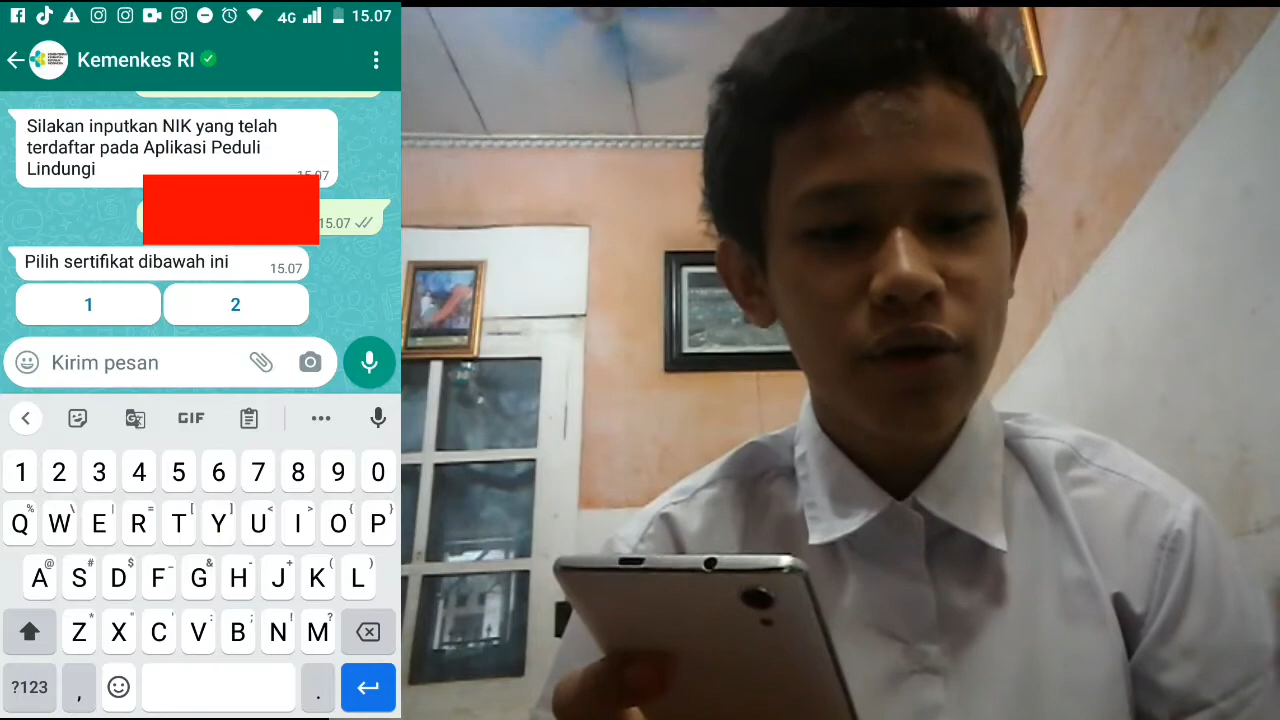 4G 15.07
Kemenkes RI
Silakan inputkan NIK yang telah
terdaftar pada Aplikasi Peduli
Lindungi
15.07
15.07
Pilih sertifikat dibawah ini
15.07
1 2
Kirim pesan
GIF
1 2 3 4 5 6 7 8 9 0
Q W E R T Y U I O P
A S D F G H J K L
Z X C V B N M
?123 , .